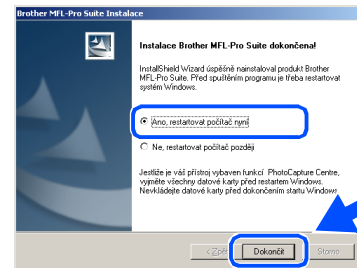 Brother MFL-Pro Suite Instalace
Instalace Brother MFL-Pro Suite dokončena!
InstallShield Wizard úspěšně nainstaloval produkt Brother
MFL-Pro Suite. Před spuštěním programu je třeba restartovat
systém Windows.
Ano, restartovat počítač nyní
Ne, restartovat počítač později
Jestliže je váš přístroj vybaven funkcí PhotoCapture Centre,
vyjměte všechny datové karty před restartem Windows.
Nevkládejte datové karty před dokončením startu Windows
Dokončit
Storno